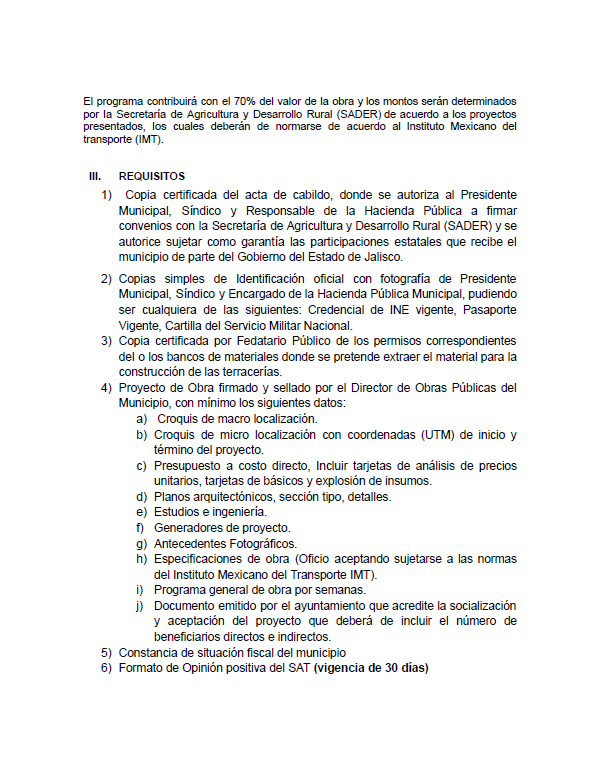 El programa contribuirá con el 70% del valor de la obra y los montos serán determinados
por la Secretaría de Agricultura y Desarrollo Rural (SADER) de acuerdo a los proyectos
presentados, los cuales deberán de normarse de acuerdo al Instituto Mexicano del
transporte (IMT).
III. REQUISITOS
1) Copia certificada del acta de cabildo, donde se autoriza al Presidente
Municipal, Síndico y Responsable de la Hacienda Pública a firmar
convenios con la Secretaría de Agricultura y Desarrollo Rural (SADER) y se
autorice sujetar como garantía las participaciones estatales que recibe el
municipio de parte del Gobierno del Estado de Jalisco.
2) Copias simples de Identificación oficial con fotografía de Presidente
Municipal, Síndico y Encargado de la Hacienda Pública Municipal, pudiendo
ser cualquiera de las siguientes: Credencial de INE vigente, Pasaporte
Vigente, Cartilla del Servicio Militar Nacional.
3) Copia certificada por Fedatario Público de los permisos correspondientes
del o los bancos de materiales donde se pretende extraer el material para la
construcción de las terracerías.
4) Proyecto de Obra firmado y sellado por el Director de Obras Públicas del
Municipio, con mínimo los siguientes datos:
a) Croquis de macro localización.
b) Croquis de micro localización con coordenadas (UTM) de inicio y
término del proyecto.
c) Presupuesto a costo directo, Incluir tarjetas de análisis de precios
unitarios, tarjetas de básicos y explosión de insumos.
d) Planos arquitectónicos, sección tipo, detalles.
e) Estudios e ingeniería.
f) Generadores de proyecto.
g) Antecedentes Fotográficos.
h) Especificaciones de obra (Oficio aceptando sujetarse a las normas
del Instituto Mexicano del Transporte IMT).
i) Programa general de obra por semanas.
j) Documento emitido por el ayuntamiento que acredite la socialización
y aceptación del proyecto que deberá de incluir el número de
beneficiarios directos e indirectos.
5) Constancia de situación fiscal del municipio
6) Formato de Opinión positiva del SAT (vigencia de 30 días)